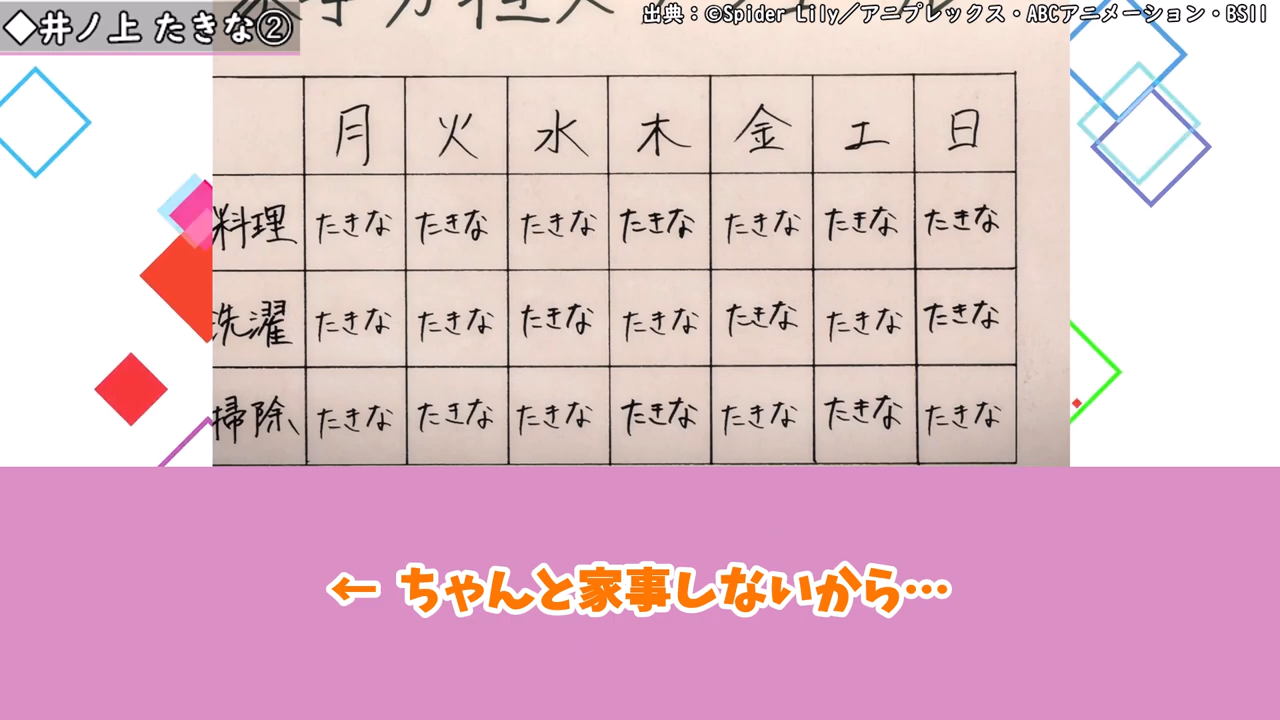 ◆井ノ上 たきな②
出典：©Spider Lily／アニプレックス・ABCアニメーション・BS11
月 火 水 木 金 土 日
料理 たきな たきな たきな たきな たきな たきな たきな
洗濯 たきな たきな たきな たきな たきな たきな たきな
掃除 たきな たきな たきな たきな たきな たきな たきな
← ちゃんと家事しないから…